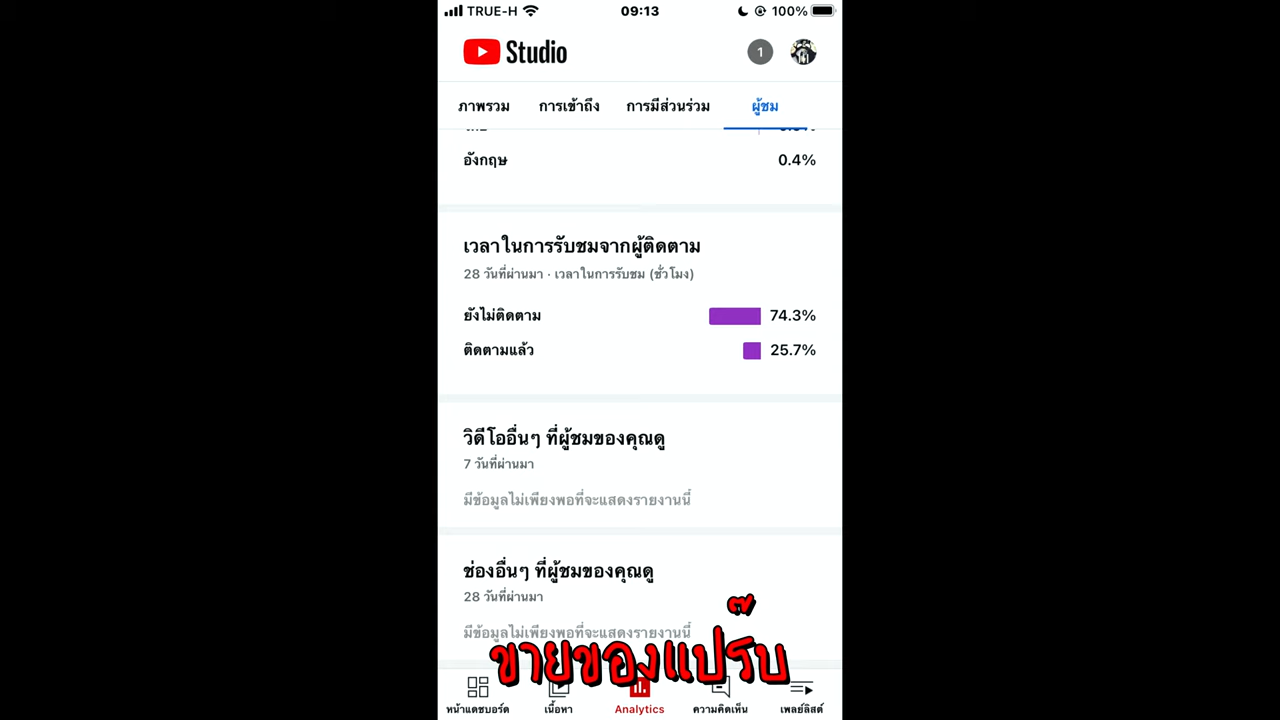 TRUE-H 09:13 100%
Studio 1
ภาพรวม การเข้าถึง การมีส่วนร่วม ผู้ชม
อังกฤษ 0.4%
เวลาในการรับชมจากผู้ติดตาม
28 วันที่ผ่านมา · เวลาในการรับชม (ชั่วโมง)
ยังไม่ติดตาม 74.3%
ติดตามแล้ว 25.7%
วิดีโออื่นๆ ที่ผู้ชมของคุณดู
7 วันที่ผ่านมา
มีข้อมูลไม่เพียงพอที่จะแสดงรายงานนี้
ช่องอื่นๆ ที่ผู้ชมของคุณดู
28 วันที่ผ่านมา
มีข้อมูลไม่เพียงพอที่จะแสดงรายงานนี้
ขายของแปร๊บ
หน้าแดชบอร์ด เนื้อหา Analytics ความคิดเห็น เพลย์ลิสต์